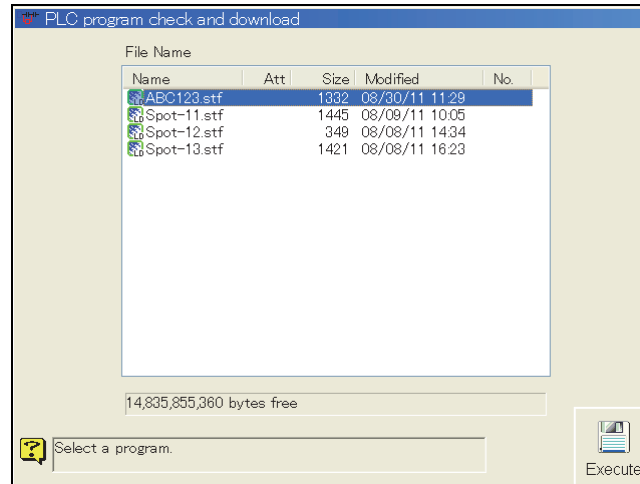 PLC program check and download
File Name
Name Att Size Modified No.
ABC123.stf 1332 08/30/11 11:29
Spot-11.stf 1445 08/09/11 10:05
Spot-12.stf 349 08/08/11 14:34
Spot-13.stf 1421 08/08/11 16:23
14,835,855,360 bytes free
Select a program.
Execute